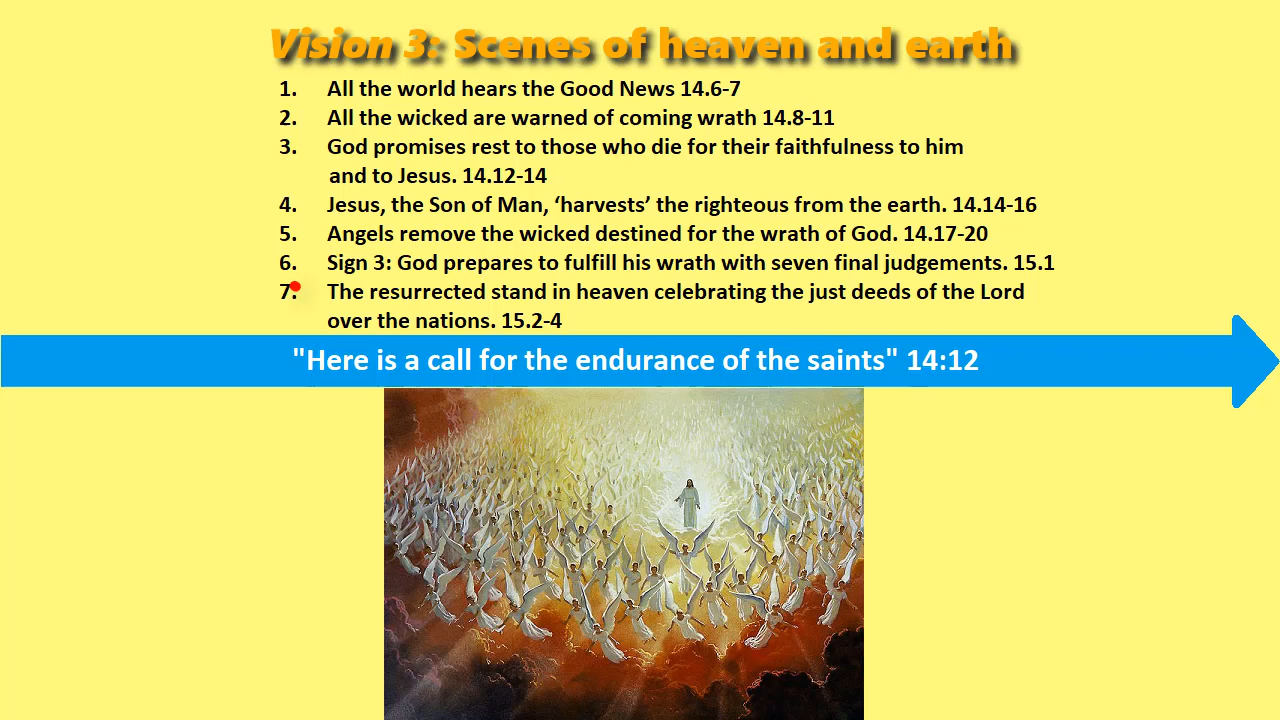 Vision 3: Scenes of heaven and earth
1. All the world hears the Good News 14.6-7
2. All the wicked are warned of coming wrath 14.8-11
3. God promises rest to those who die for their faithfulness to him
and to Jesus. 14.12-14
4. Jesus, the Son of Man, ‘harvests’ the righteous from the earth. 14.14-16
5. Angels remove the wicked destined for the wrath of God. 14.17-20
6. Sign 3: God prepares to fulfill his wrath with seven final judgements. 15.1
7. The resurrected stand in heaven celebrating the just deeds of the Lord
over the nations. 15.2-4
"Here is a call for the endurance of the saints" 14:12